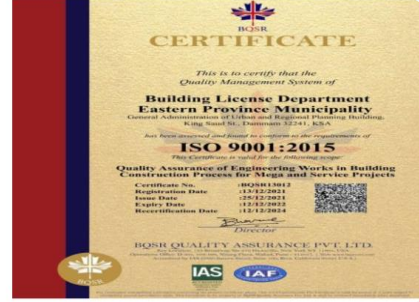 BQSR
CERTIFICATE
This is to certify that the
Quality Management System of
Building License Department
Eastern Province Municipality
General Administration of Urban and Regional Planning Building,
King Saud St., Dammam 32241, KSA
has been assessed and found to conform to the requirements of
ISO 9001:2015
This Certificate is valid for the following scope:
Quality Assurance of Engineering Works in Building
Construction Process for Mega and Service Projects
Certificate No. :BQSR13012
Registration Date :13/12/2021
Issue Date :25/12/2021
Expiry Date :12/12/2022
Recertification Date :12/12/2024
Director
BQSR QUALITY ASSURANCE PVT. LTD.
IAS
IAF
BQSR